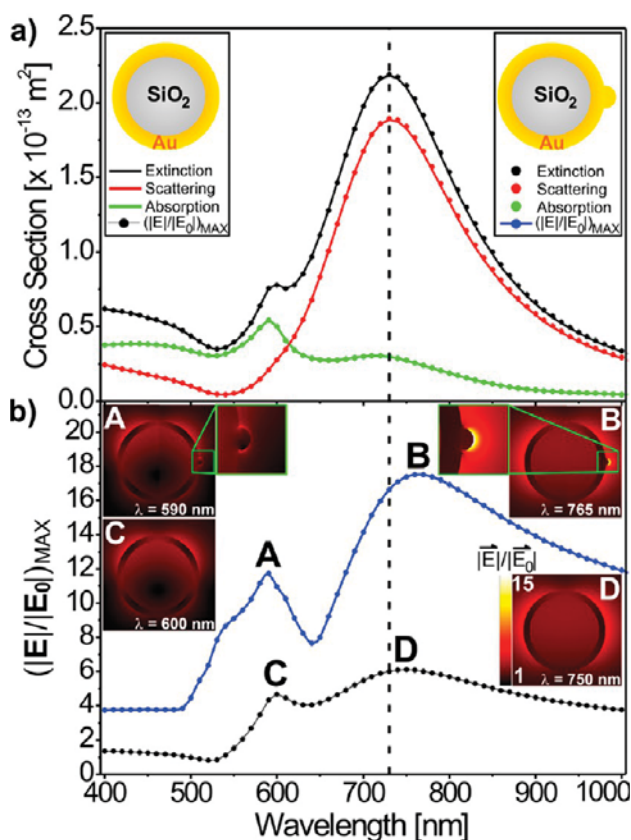 a)
2.5
2.0
1.5
1.0
0.5
0.0
Cross Section [x 10⁻¹³ m²]
SiO₂
Au
Extinction
Scattering
Absorption
(|E|/|E₀|)MAX
SiO₂
Au
Extinction
Scattering
Absorption
(|E|/|E₀|)MAX
b)
20
18
16
14
12
10
8
6
4
2
0
(|E|/|E₀|)MAX
A
λ = 590 nm
B
λ = 765 nm
C
λ = 600 nm
|E|/|E₀|
15
1
D
λ = 750 nm
A
B
C
D
400 500 600 700 800 900 1000
Wavelength [nm]